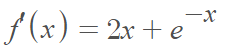 f'(x) = 2x + e^{-x}